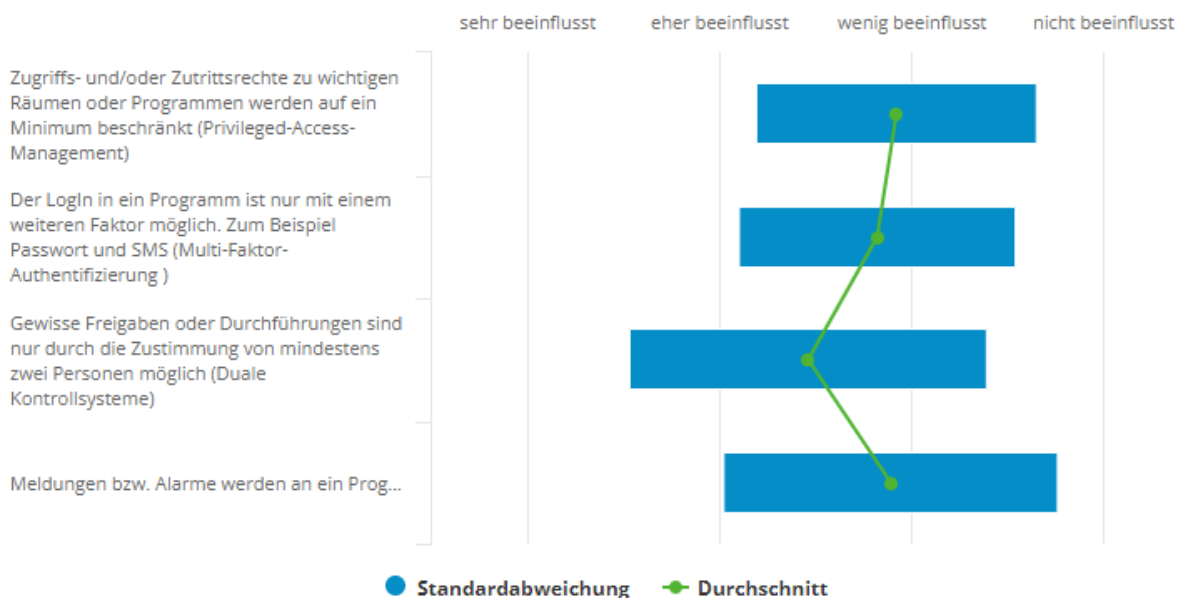 sehr beeinflusst eher beeinflusst wenig beeinflusst nicht beeinflusst
Zugriffs- und/oder Zutrittsrechte zu wichtigen
Räumen oder Programmen werden auf ein
Minimum beschränkt (Privileged-Access-
Management)
Der LogIn in ein Programm ist nur mit einem
weiteren Faktor möglich. Zum Beispiel
Passwort und SMS (Multi-Faktor-
Authentifizierung )
Gewisse Freigaben oder Durchführungen sind
nur durch die Zustimmung von mindestens
zwei Personen möglich (Duale
Kontrollsysteme)
Meldungen bzw. Alarme werden an ein Prog...
Standardabweichung Durchschnitt